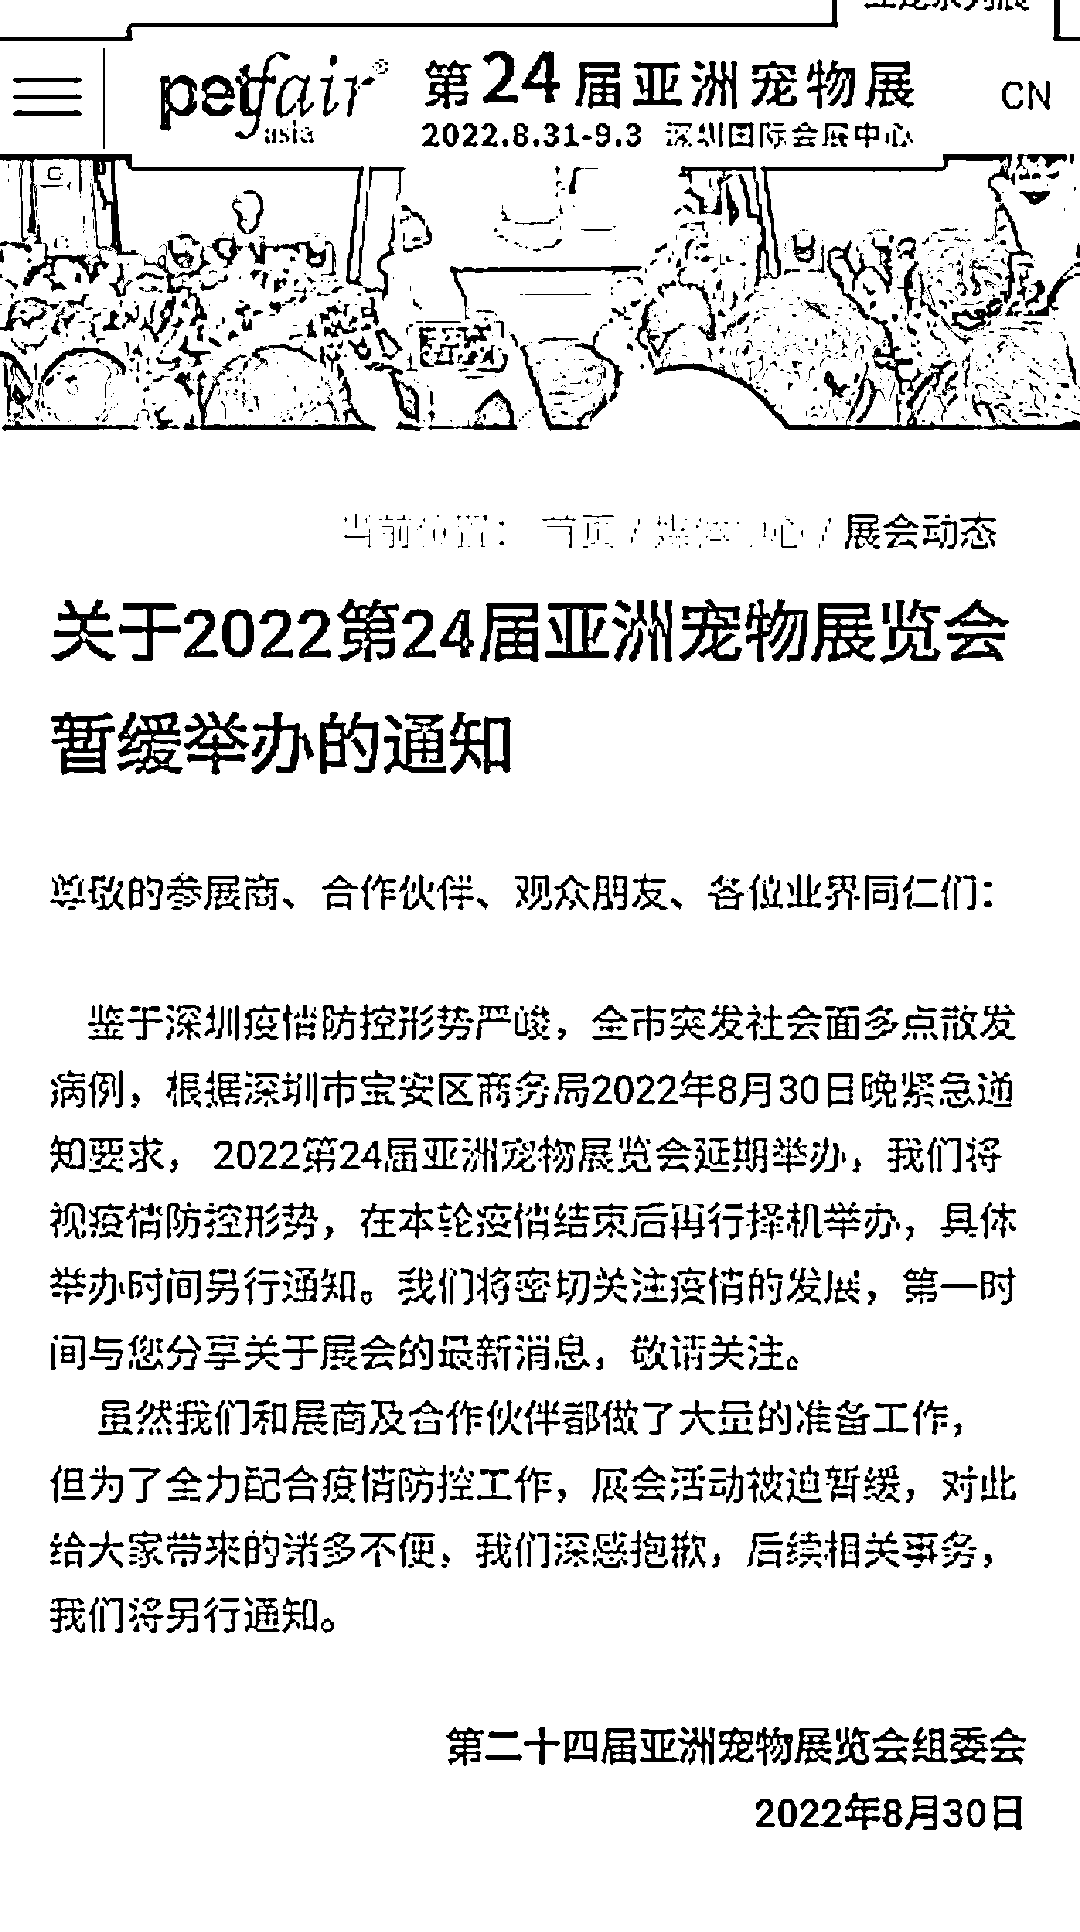 petfair®
asia
第24届亚洲宠物展
2022.8.31-9.3 深圳国际会展中心
CN
当前位置： 首页 / 媒体中心 / 展会动态
关于2022第24届亚洲宠物展览会
暂缓举办的通知
尊敬的参展商、合作伙伴、观众朋友、各位业界同仁们：
鉴于深圳疫情防控形势严峻，全市突发社会面多点散发
病例，根据深圳市宝安区商务局2022年8月30日晚紧急通
知要求， 2022第24届亚洲宠物展览会延期举办，我们将
视疫情防控形势，在本轮疫情结束后再行择机举办，具体
举办时间另行通知。我们将密切关注疫情的发展，第一时
间与您分享关于展会的最新消息，敬请关注。
虽然我们和展商及合作伙伴都做了大量的准备工作，
但为了全力配合疫情防控工作，展会活动被迫暂缓，对此
给大家带来的诸多不便，我们深感抱歉，后续相关事务，
我们将另行通知。
第二十四届亚洲宠物展览会组委会
2022年8月30日